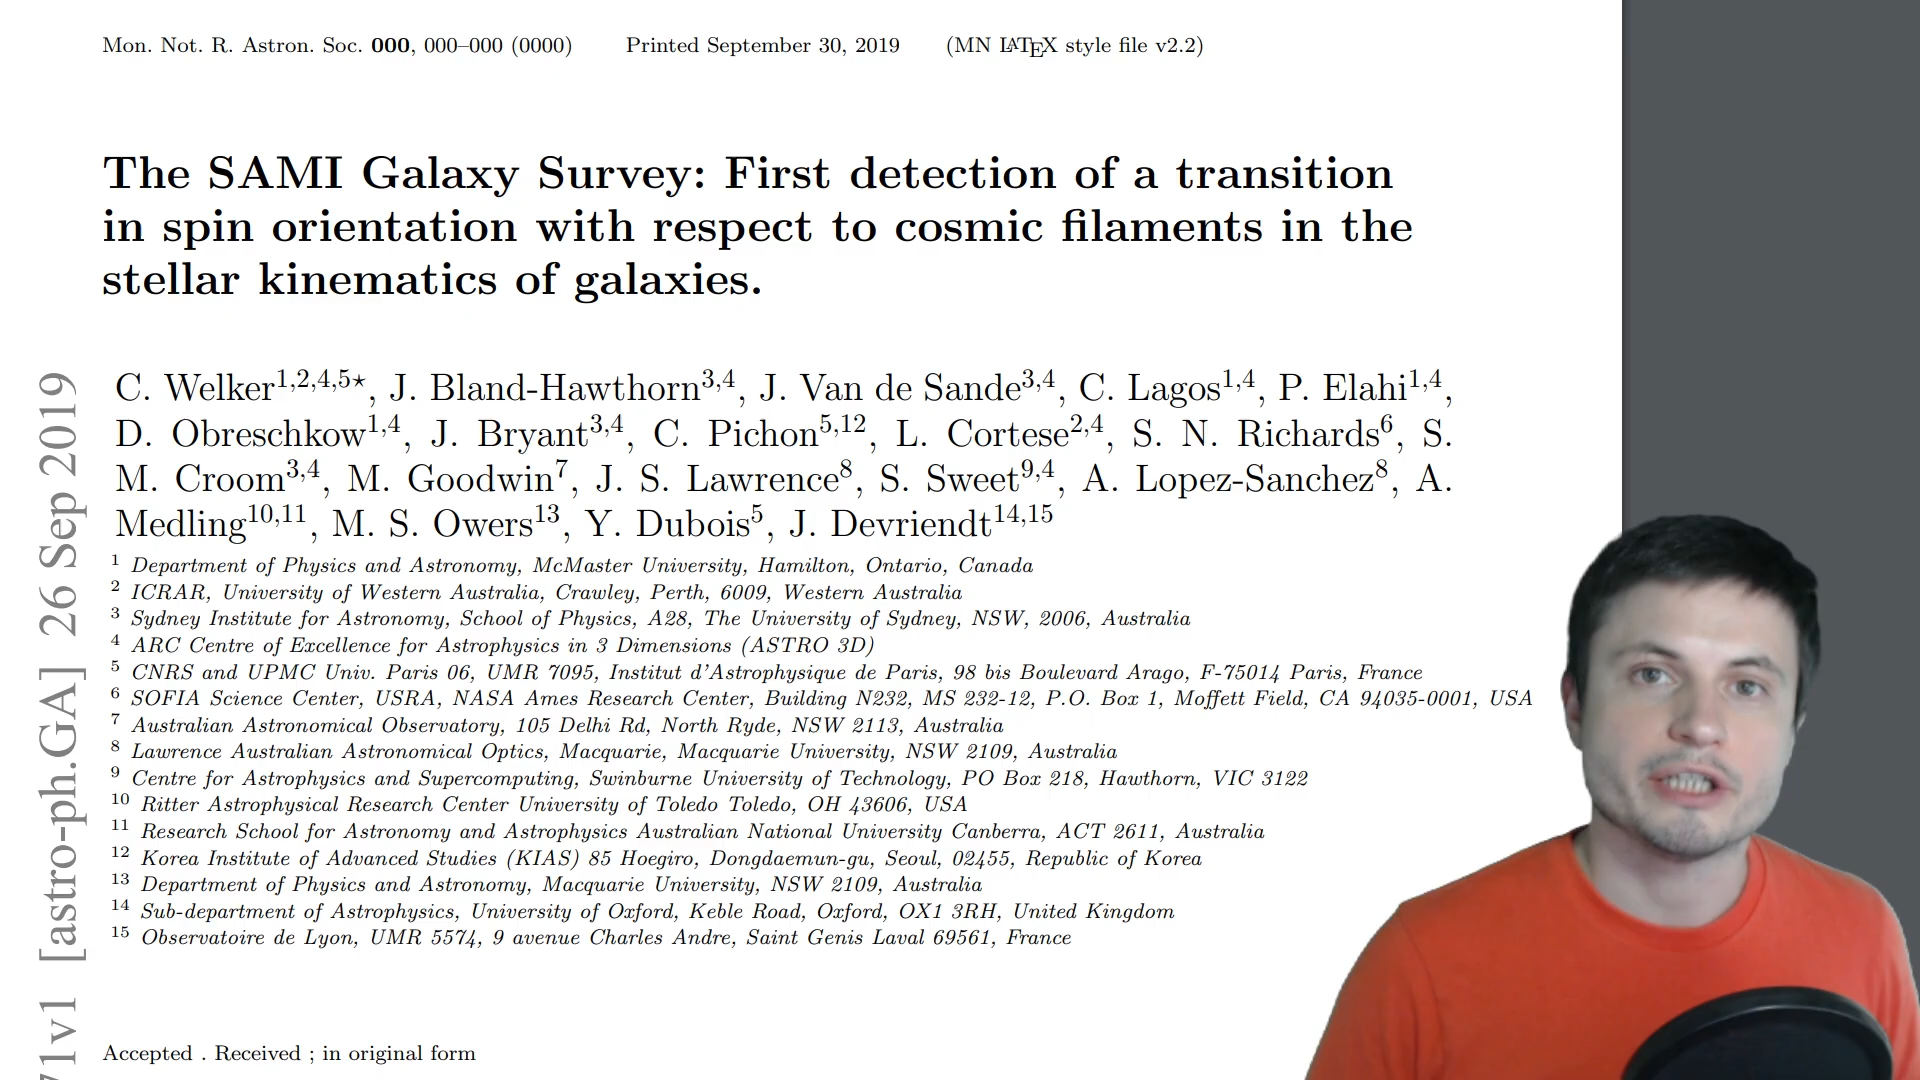 Mon. Not. R. Astron. Soc. 000, 000–000 (0000) Printed September 30, 2019 (MN LATEX style file v2.2)
The SAMI Galaxy Survey: First detection of a transition
in spin orientation with respect to cosmic filaments in the
stellar kinematics of galaxies.
C. Welker1,2,4,5⋆, J. Bland-Hawthorn3,4, J. Van de Sande3,4, C. Lagos1,4, P. Elahi1,4,
D. Obreschkow1,4, J. Bryant3,4, C. Pichon5,12, L. Cortese2,4, S. N. Richards6, S.
M. Croom3,4, M. Goodwin7, J. S. Lawrence8, S. Sweet9,4, A. Lopez-Sanchez8, A.
Medling10,11, M. S. Owers13, Y. Dubois5, J. Devriendt14,15
1 Department of Physics and Astronomy, McMaster University, Hamilton, Ontario, Canada
2 ICRAR, University of Western Australia, Crawley, Perth, 6009, Western Australia
3 Sydney Institute for Astronomy, School of Physics, A28, The University of Sydney, NSW, 2006, Australia
4 ARC Centre of Excellence for Astrophysics in 3 Dimensions (ASTRO 3D)
5 CNRS and UPMC Univ. Paris 06, UMR 7095, Institut d'Astrophysique de Paris, 98 bis Boulevard Arago, F-75014 Paris, France
6 SOFIA Science Center, USRA, NASA Ames Research Center, Building N232, MS 232-12, P.O. Box 1, Moffett Field, CA 94035-0001, USA
7 Australian Astronomical Observatory, 105 Delhi Rd, North Ryde, NSW 2113, Australia
8 Lawrence Australian Astronomical Optics, Macquarie, Macquarie University, NSW 2109, Australia
9 Centre for Astrophysics and Supercomputing, Swinburne University of Technology, PO Box 218, Hawthorn, VIC 3122
10 Ritter Astrophysical Research Center University of Toledo Toledo, OH 43606, USA
11 Research School for Astronomy and Astrophysics Australian National University Canberra, ACT 2611, Australia
12 Korea Institute of Advanced Studies (KIAS) 85 Hoegiro, Dongdaemun-gu, Seoul, 02455, Republic of Korea
13 Department of Physics and Astronomy, Macquarie University, NSW 2109, Australia
14 Sub-department of Astrophysics, University of Oxford, Keble Road, Oxford, OX1 3RH, United Kingdom
15 Observatoire de Lyon, UMR 5574, 9 avenue Charles Andre, Saint Genis Laval 69561, France
Accepted . Received ; in original form
1v1 [astro-ph.GA] 26 Sep 2019